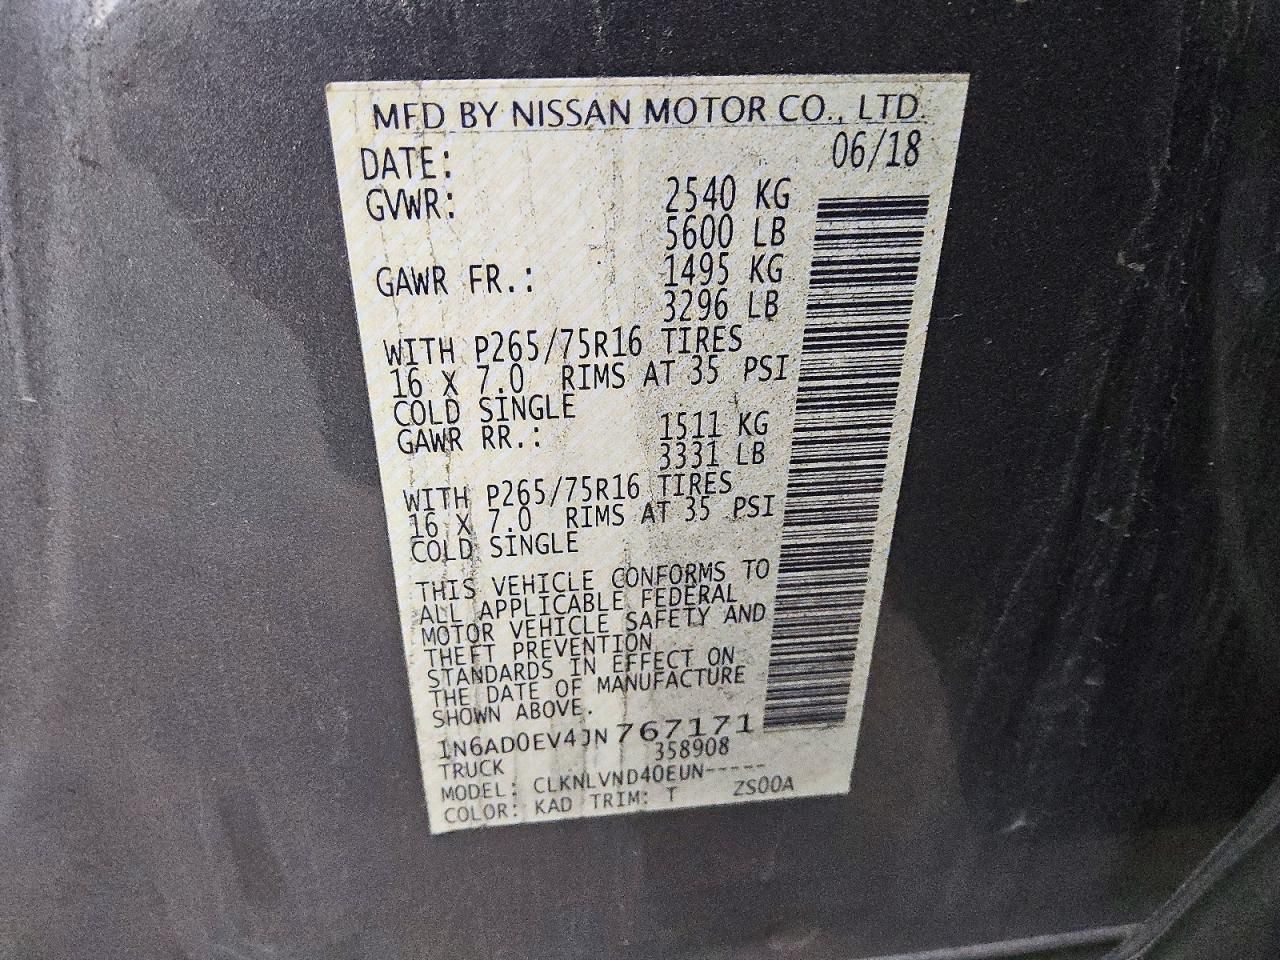 MFD BY NISSAN MOTOR CO., LTD.
DATE: 06/18
GVWR: 2540 KG
5600 LB
GAWR FR.: 1495 KG
3296 LB
WITH P265/75R16 TIRES
16 X 7.0 RIMS AT 35 PSI
COLD SINGLE
GAWR RR.: 1511 KG
3331 LB
WITH P265/75R16 TIRES
16 X 7.0 RIMS AT 35 PSI
COLD SINGLE
THIS VEHICLE CONFORMS TO
ALL APPLICABLE FEDERAL
MOTOR VEHICLE SAFETY AND
THEFT PREVENTION
STANDARDS IN EFFECT ON
THE DATE OF MANUFACTURE
SHOWN ABOVE.
1N6AD0EV4JN767171
TRUCK 358908
MODEL: CLKNLVND40EUN-----
COLOR: KAD TRIM: T ZS00A